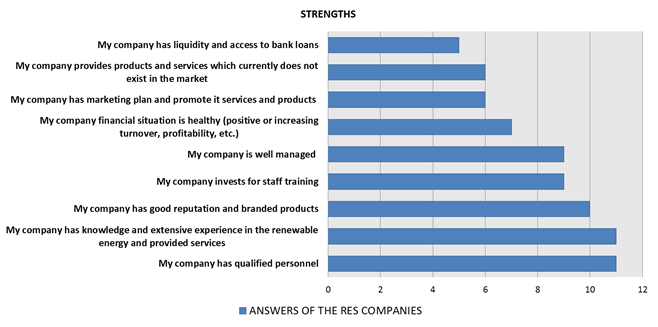 STRENGTHS
My company has liquidity and access to bank loans
My company provides products and services which currently does not
exist in the market
My company has marketing plan and promote it services and products
My company financial situation is healthy (positive or increasing
turnover, profitability, etc.)
My company is well managed
My company invests for staff training
My company has good reputation and branded products
My company has knowledge and extensive experience in the renewable
energy and provided services
My company has qualified personnel
0 2 4 6 8 10 12
ANSWERS OF THE RES COMPANIES